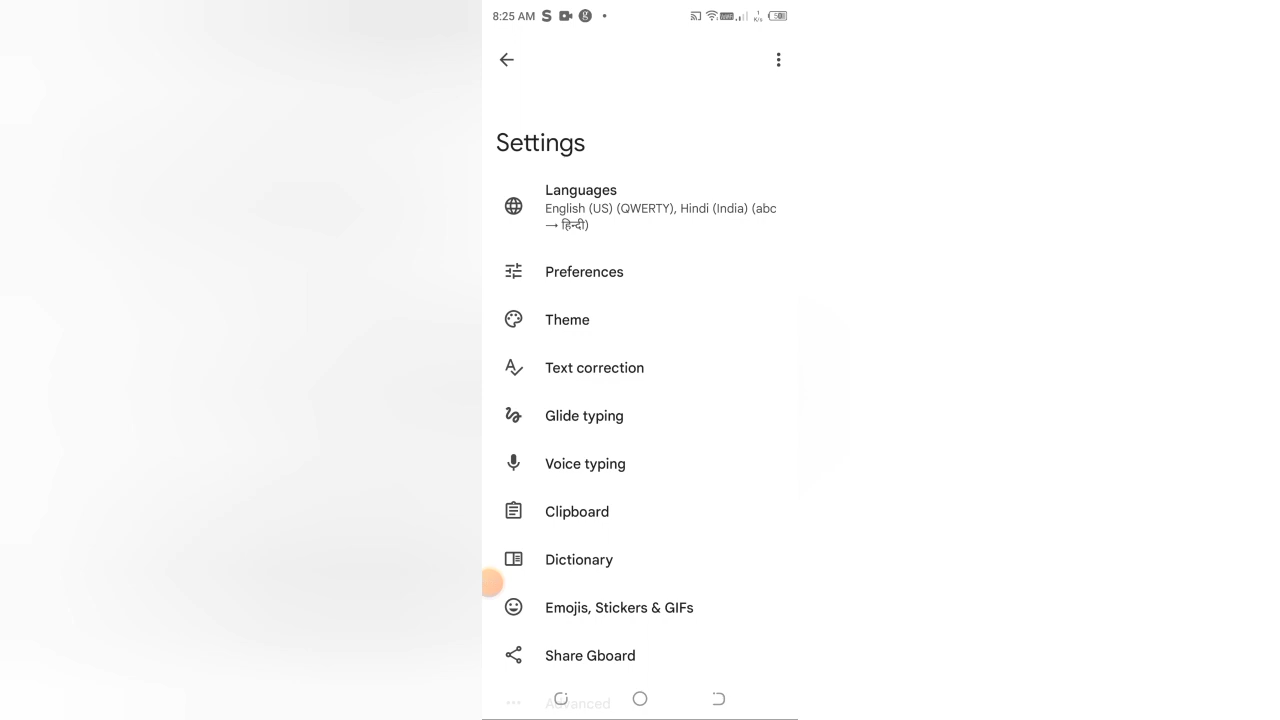 8:25 AM
Settings
Languages
English (US) (QWERTY), Hindi (India) (abc
→ हिन्दी)
Preferences
Theme
Text correction
Glide typing
Voice typing
Clipboard
Dictionary
Emojis, Stickers & GIFs
Share Gboard
Advanced